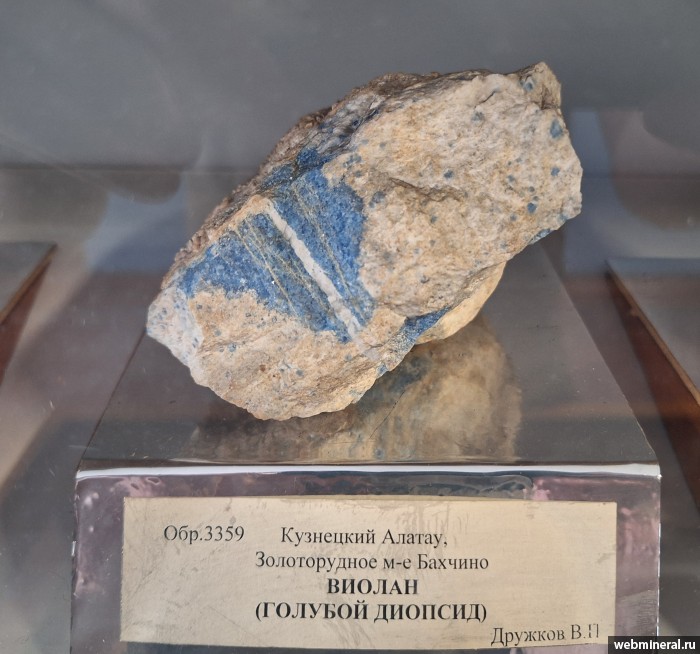 Обр.3359 Кузнецкий Алатау,
Золоторудное м-е Бахчино
ВИОЛАН
(ГОЛУБОЙ ДИОПСИД)
Дружков В.П
webmineral.ru